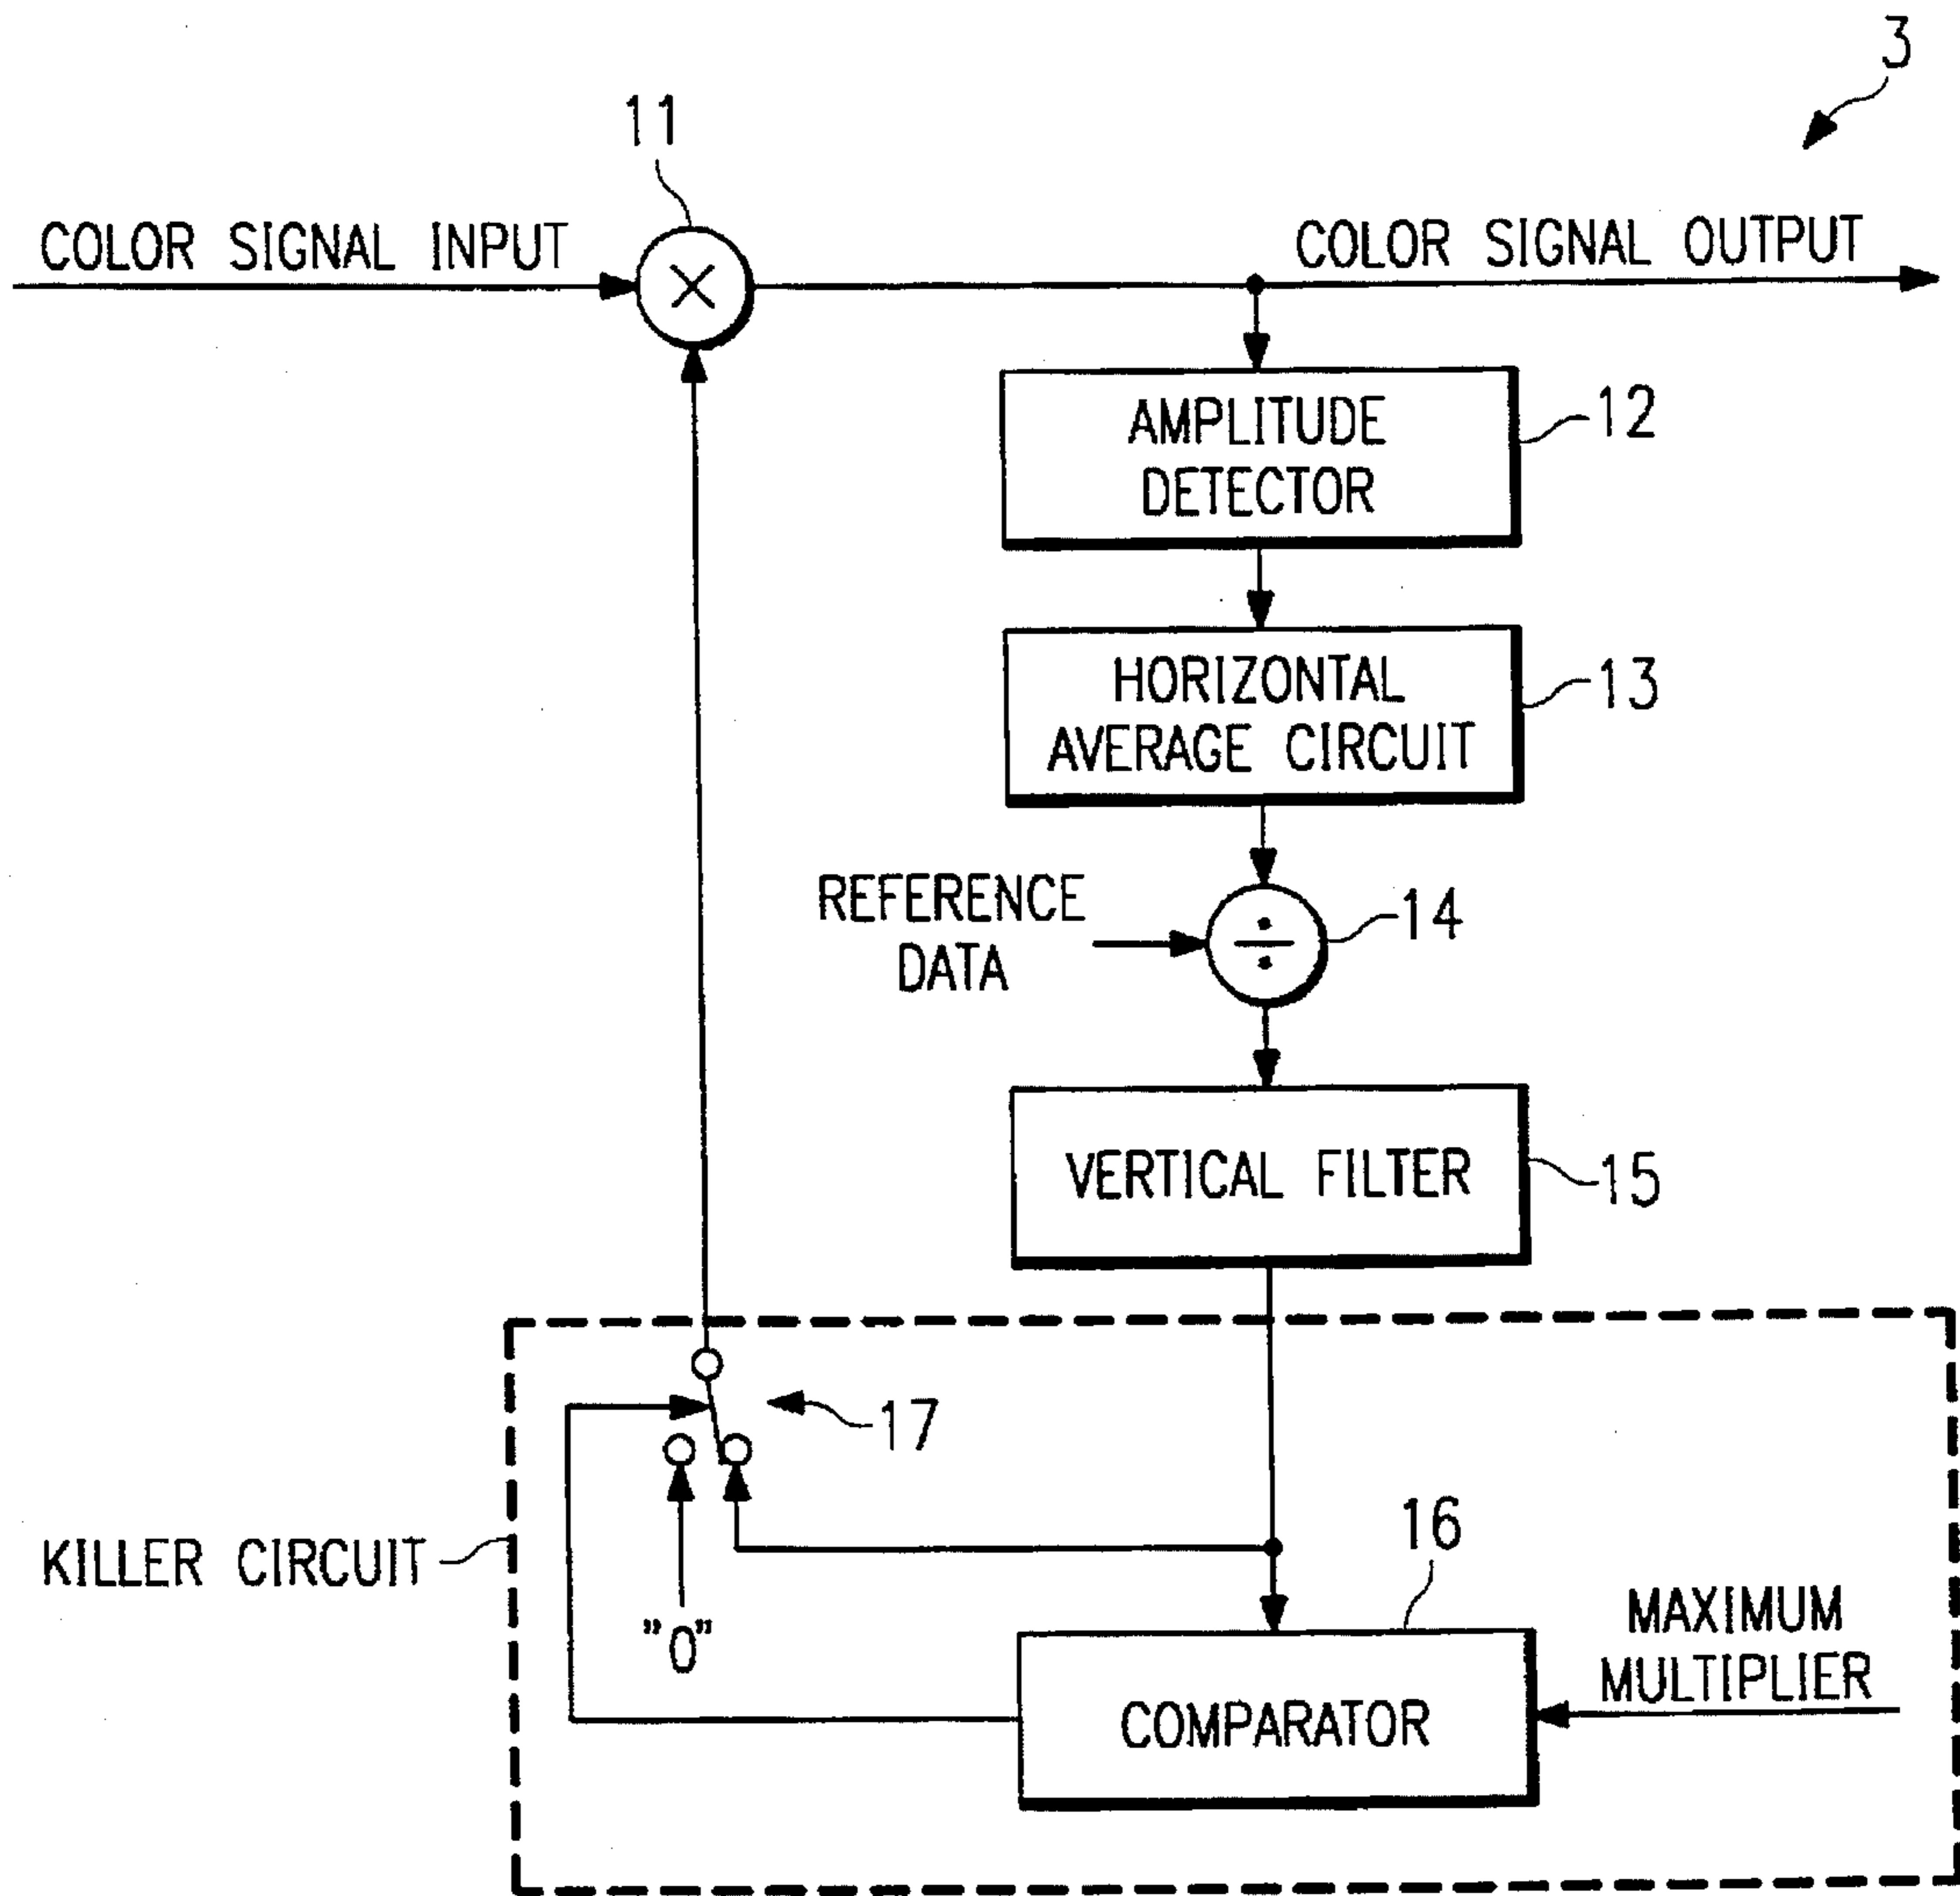 3
11
COLOR SIGNAL INPUT
COLOR SIGNAL OUTPUT
AMPLITUDE
DETECTOR
12
HORIZONTAL
AVERAGE CIRCUIT
13
REFERENCE
DATA
14
VERTICAL FILTER
15
17
KILLER CIRCUIT
"0"
16
MAXIMUM
MULTIPLIER
COMPARATOR